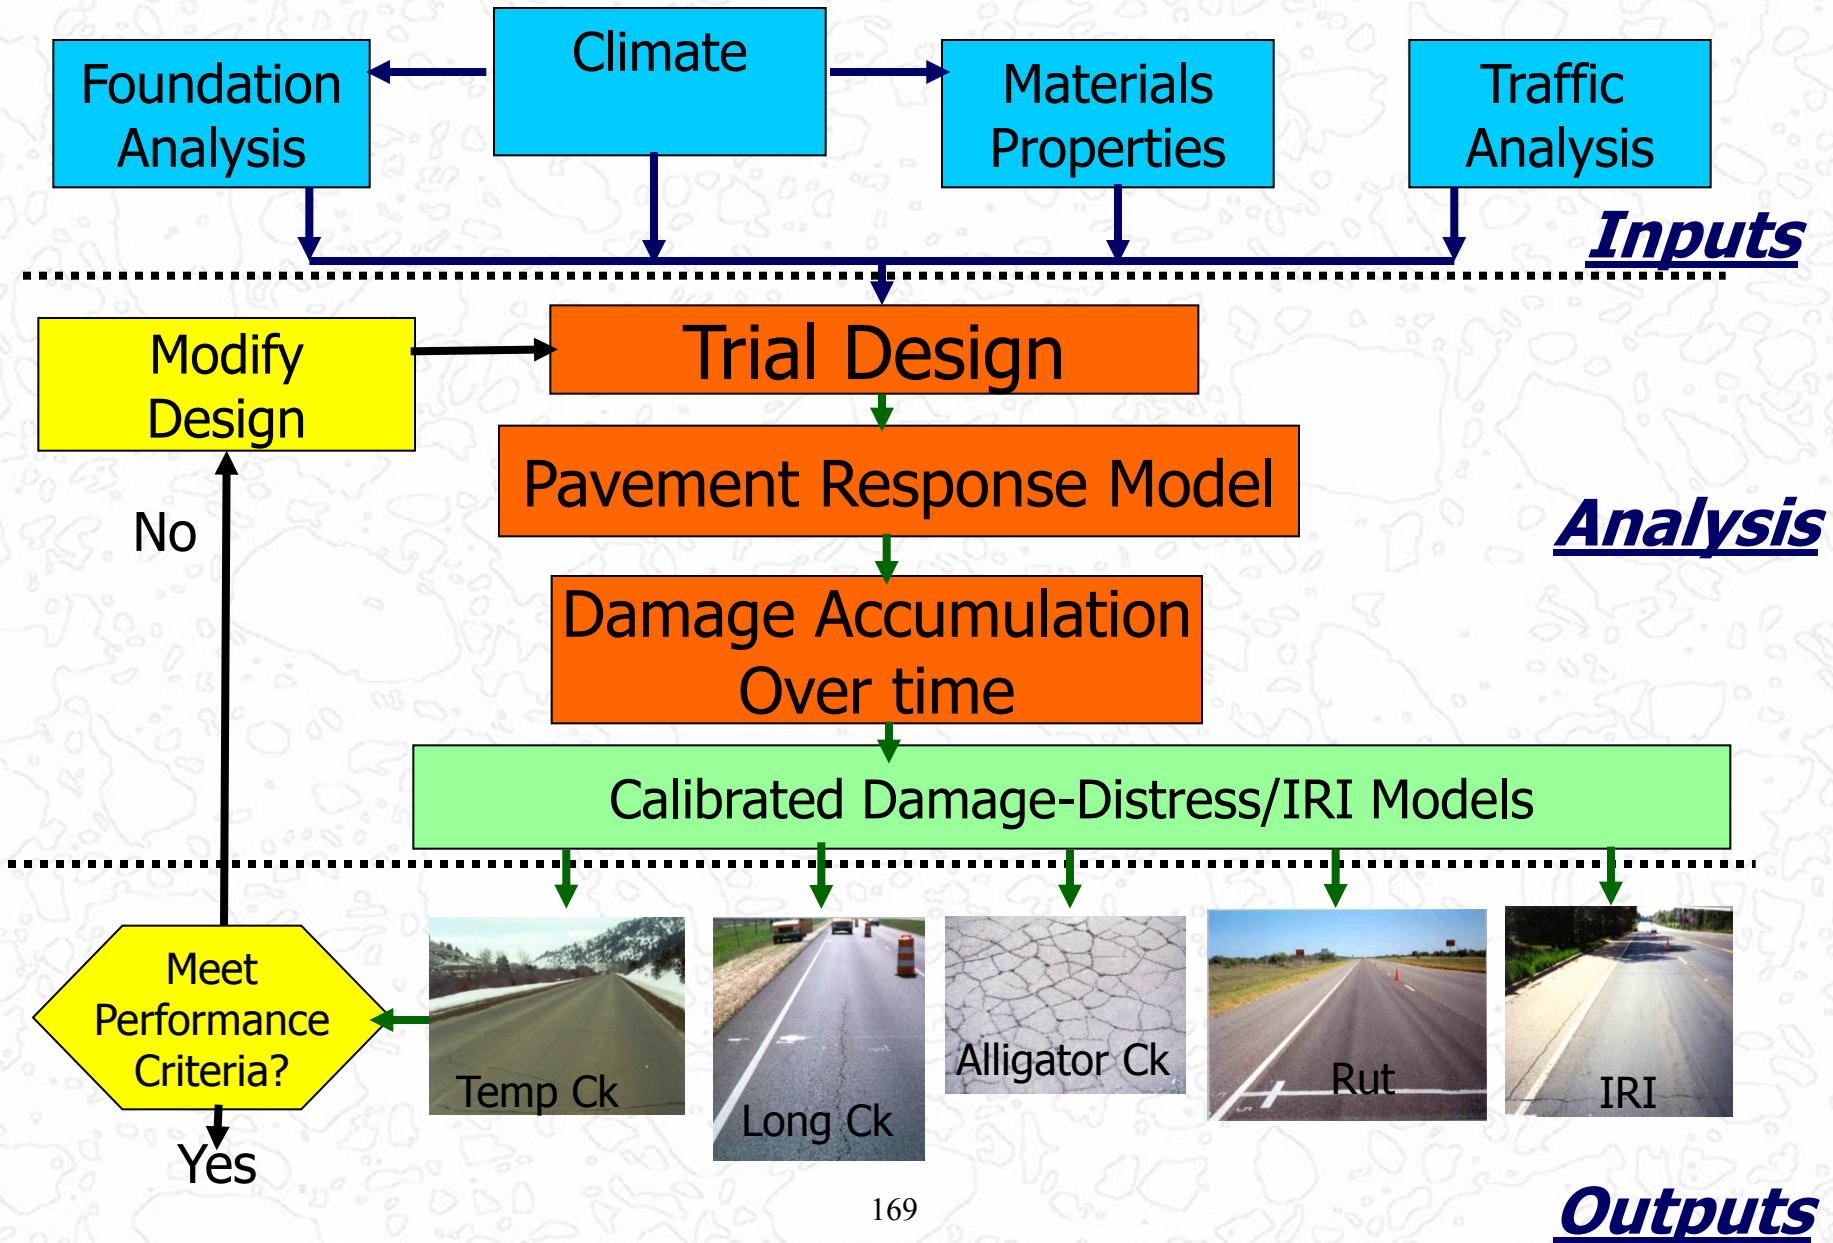 Climate
Foundation
Analysis
Materials
Properties
Traffic
Analysis
Inputs
Modify
Design
Trial Design
Pavement Response Model
No
Analysis
Damage Accumulation
Over time
Calibrated Damage-Distress/IRI Models
Meet
Performance
Criteria?
Temp Ck
Long Ck
Alligator Ck
Rut
IRI
Yes
169
Outputs